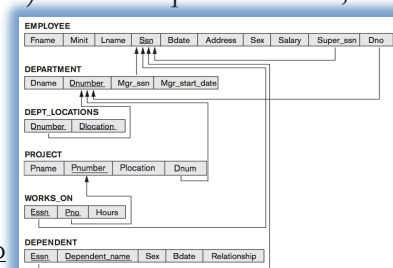 EMPLOYEE
Fname Minit Lname Ssn Bdate Address Sex Salary Super_ssn Dno
DEPARTMENT
Dname Dnumber Mgr_ssn Mgr_start_date
DEPT_LOCATIONS
Dnumber Dlocation
PROJECT
Pname Pnumber Plocation Dnum
WORKS_ON
Essn Pno Hours
DEPENDENT
Essn Dependent_name Sex Bdate Relationship